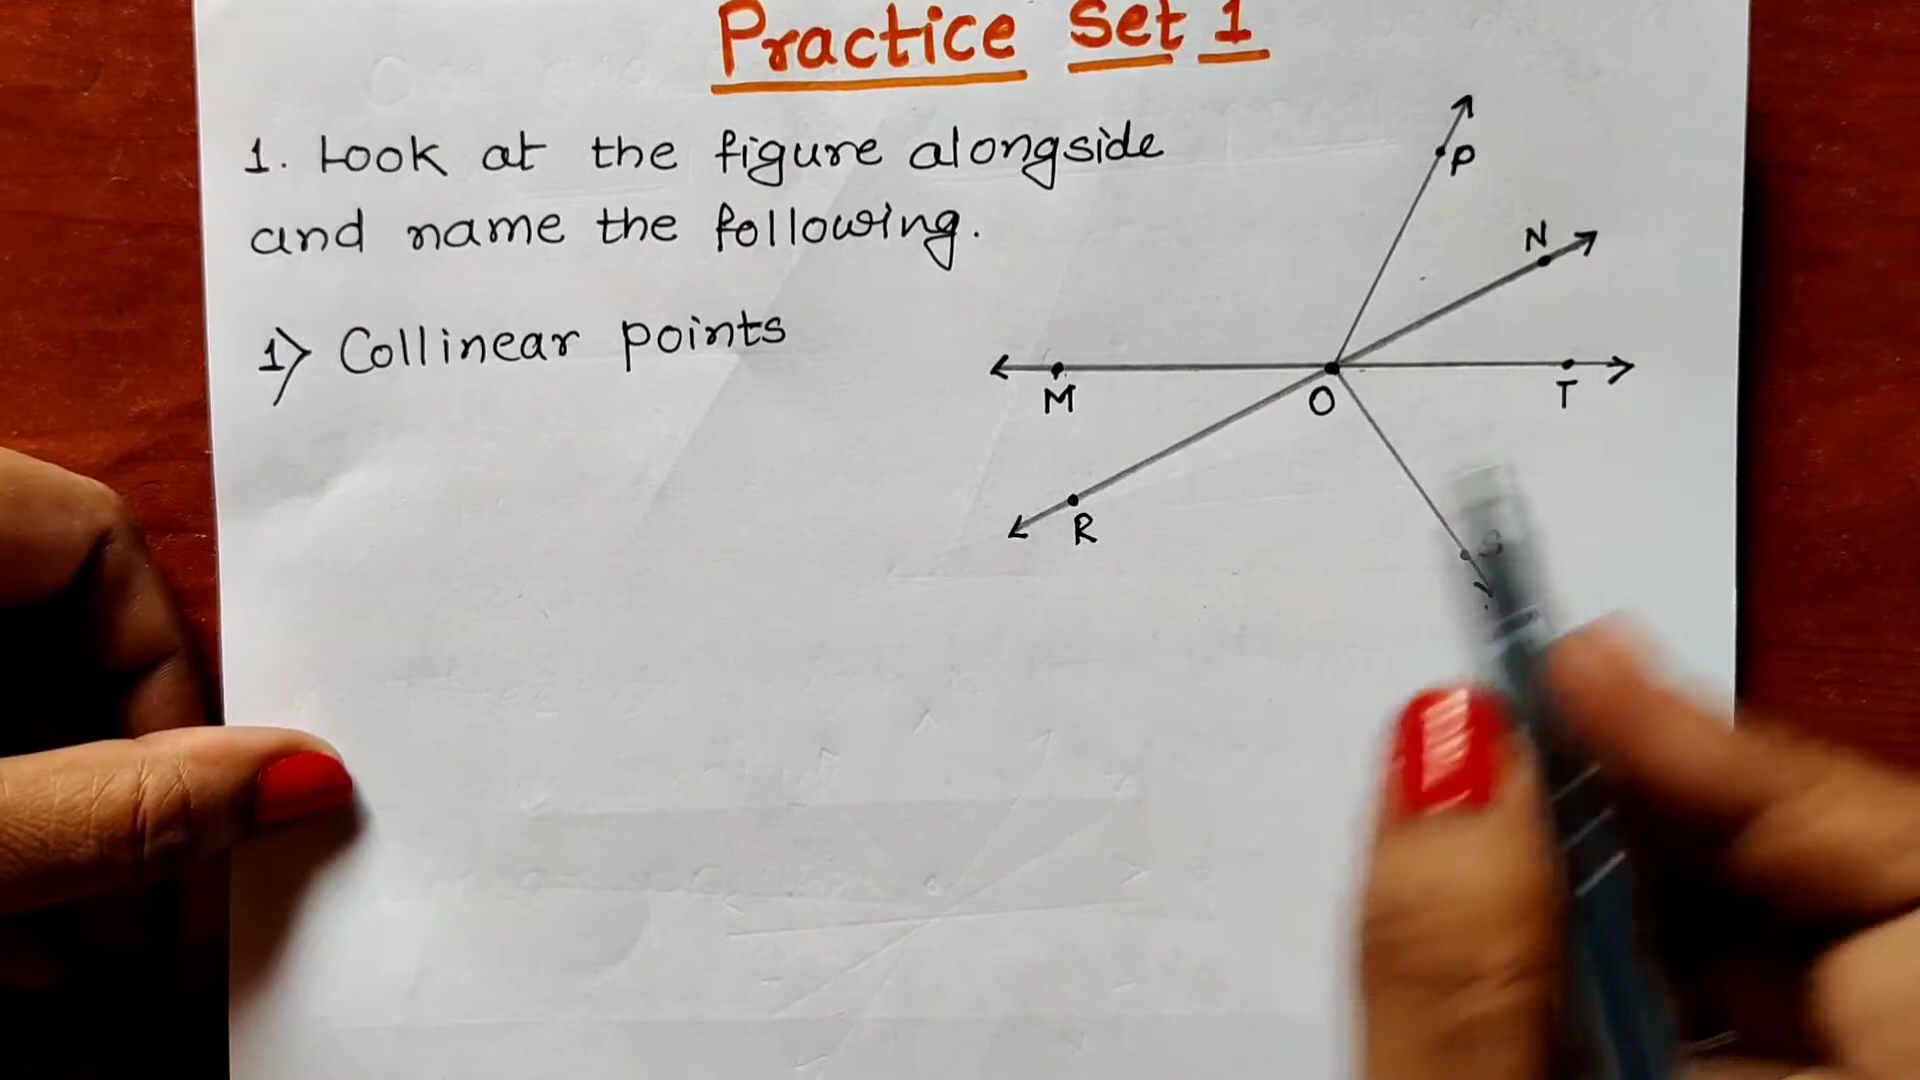 Practice Set 1
1. Look at the figure alongside
and name the following.
1) Collinear points
P
N
M
O
T
R
S